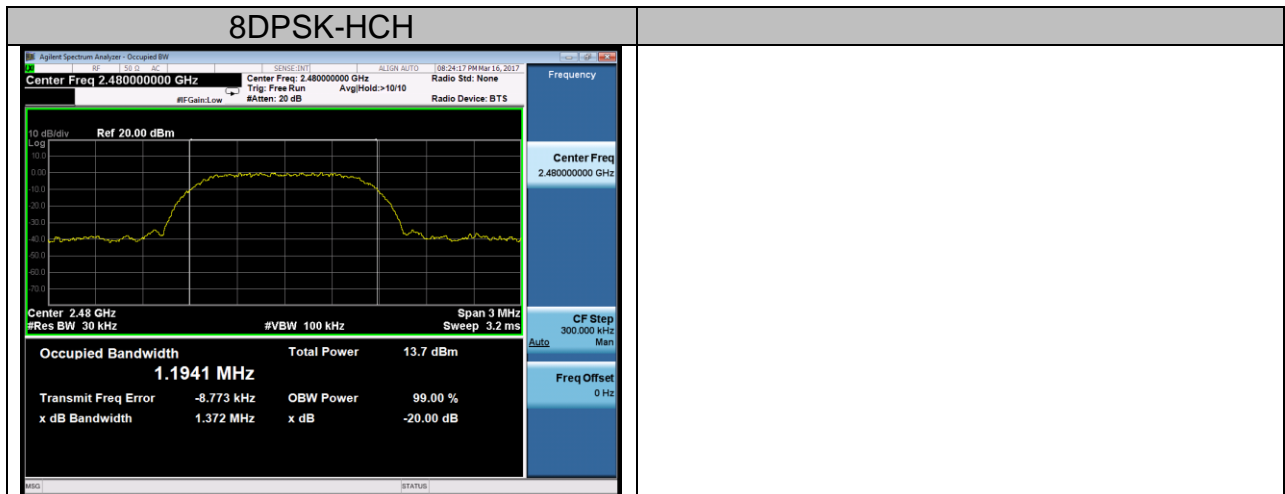 8DPSK-HCH
Agilent Spectrum Analyzer - Occupied BW
RF 50 Ω AC SENSE:INT ALIGN AUTO 08:24:17 PM Mar 16, 2017
Center Freq 2.480000000 GHz
Center Freq: 2.480000000 GHz
Radio Std: None
Trig: Free Run Avg|Hold:>10/10
#IFGain:Low
#Atten: 20 dB
Radio Device: BTS
10 dB/div Ref 20.00 dBm
Log
10.0
0.00
-10.0
-20.0
-30.0
-40.0
-50.0
-60.0
-70.0
Center 2.48 GHz Span 3 MHz
#Res BW 30 kHz #VBW 100 kHz Sweep 3.2 ms
Occupied Bandwidth Total Power 13.7 dBm
1.1941 MHz
Transmit Freq Error -8.773 kHz OBW Power 99.00 %
x dB Bandwidth 1.372 MHz x dB -20.00 dB
Frequency
Center Freq
2.480000000 GHz
CF Step
300.000 kHz
Auto Man
Freq Offset
0 Hz
MSG STATUS